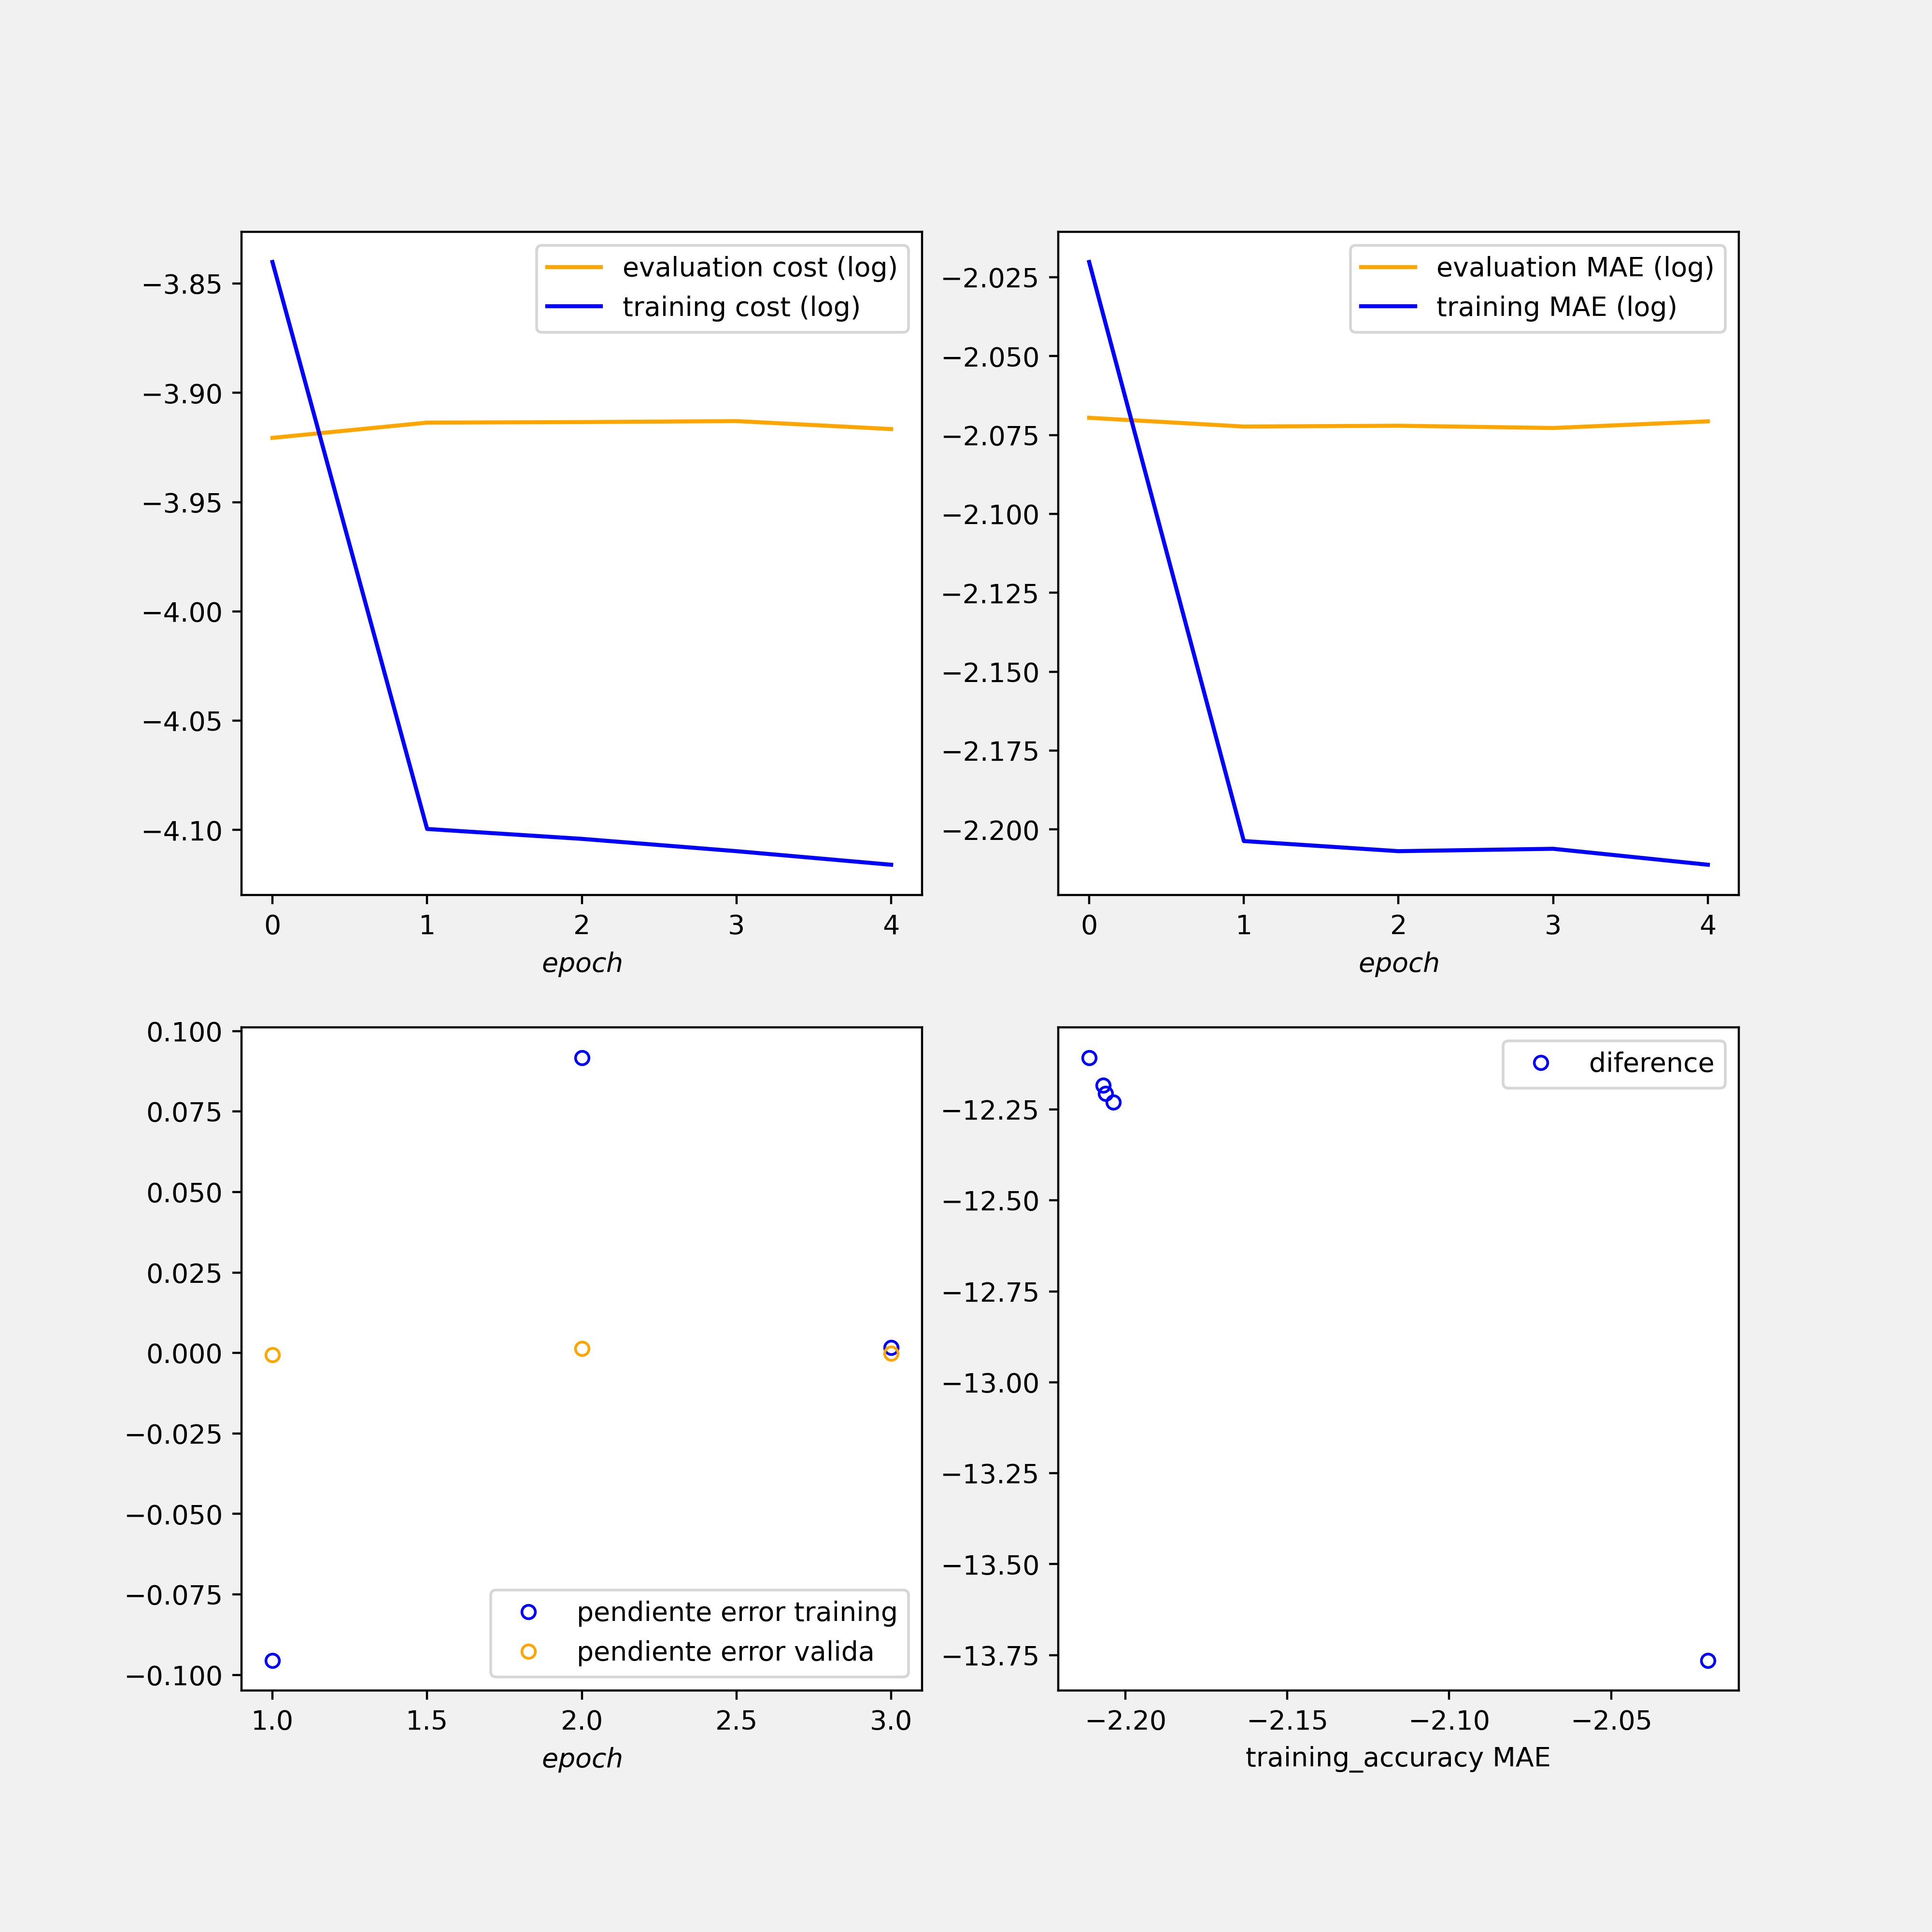 evaluation cost (log)
training cost (log)
−3.85
−3.90
−3.95
−4.00
−4.05
−4.10
0 1 2 3 4
epoch
evaluation MAE (log)
training MAE (log)
−2.025
−2.050
−2.075
−2.100
−2.125
−2.150
−2.175
−2.200
0 1 2 3 4
epoch
0.100
0.075
0.050
0.025
0.000
−0.025
−0.050
−0.075
−0.100
pendiente error training
pendiente error valida
1.0 1.5 2.0 2.5 3.0
epoch
diference
−12.25
−12.50
−12.75
−13.00
−13.25
−13.50
−13.75
−2.20 −2.15 −2.10 −2.05
training_accuracy MAE